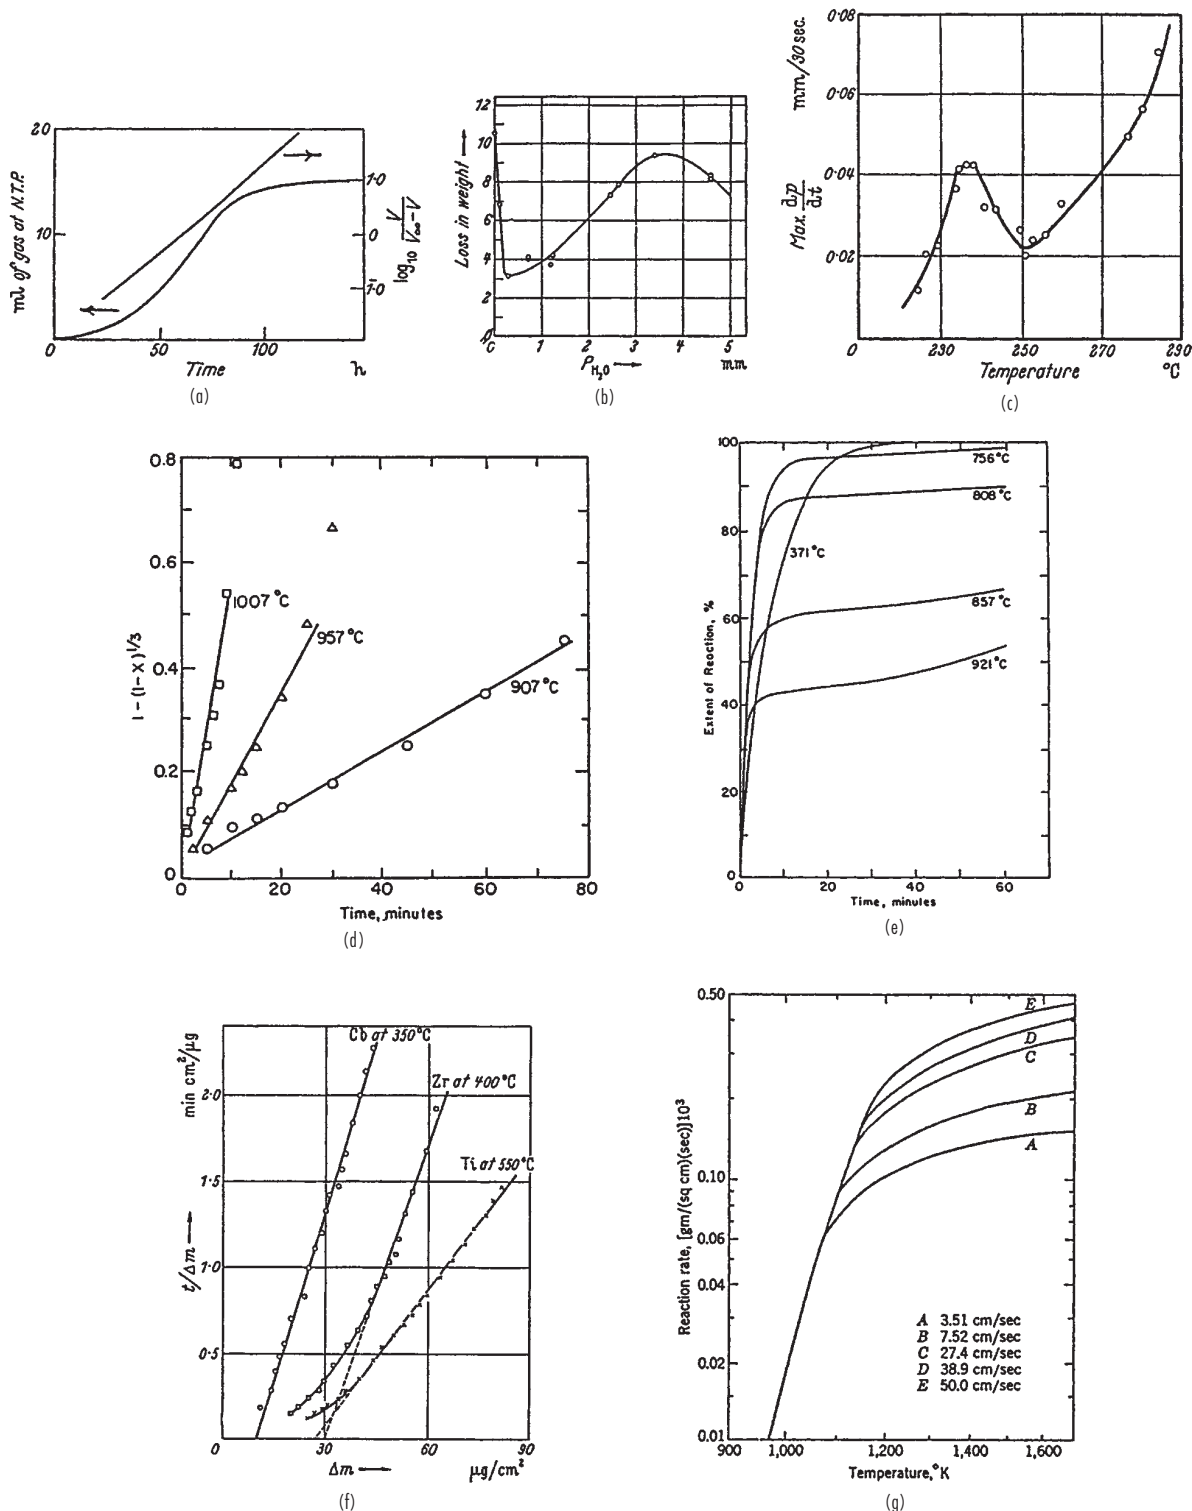 20
10
0
50
100
ml of gas at N.T.P.
Time
h
1·0
0
1̄·0
log₁₀ V / V∞−V
(a)
12
10
8
6
4
2
0
1
2
3
4
5
Loss in weight
P H₂O
mm
(b)
0·08
0·06
0·04
0·02
0
230
250
270
290
mm/30 sec.
Max. dp/dt
Temperature
°C
(c)
0.8
0.6
0.4
0.2
0
0
20
40
60
80
1007 °C
957 °C
907 °C
1 - (1-X)^1/3
Time, minutes
(d)
100
80
60
40
20
0
0
20
40
60
756°C
808°C
371°C
857°C
921°C
Extent of Reaction, %
Time, minutes
(e)
Cb at 350°C
Zr at 400°C
Ti at 550°C
2·0
1·5
1·0
0·5
0
30
60
90
min cm²/μg
t/Δm
Δm
μg/cm²
(f)
0.50
0.10
0.06
0.04
0.02
0.01
E
D
C
B
A
A 3.51 cm/sec
B 7.52 cm/sec
C 27.4 cm/sec
D 38.9 cm/sec
E 50.0 cm/sec
900
1,000
1,200
1,400
1,600
Reaction rate, [gm/(sq cm)(sec)]10³
Temperature,°K
(g)